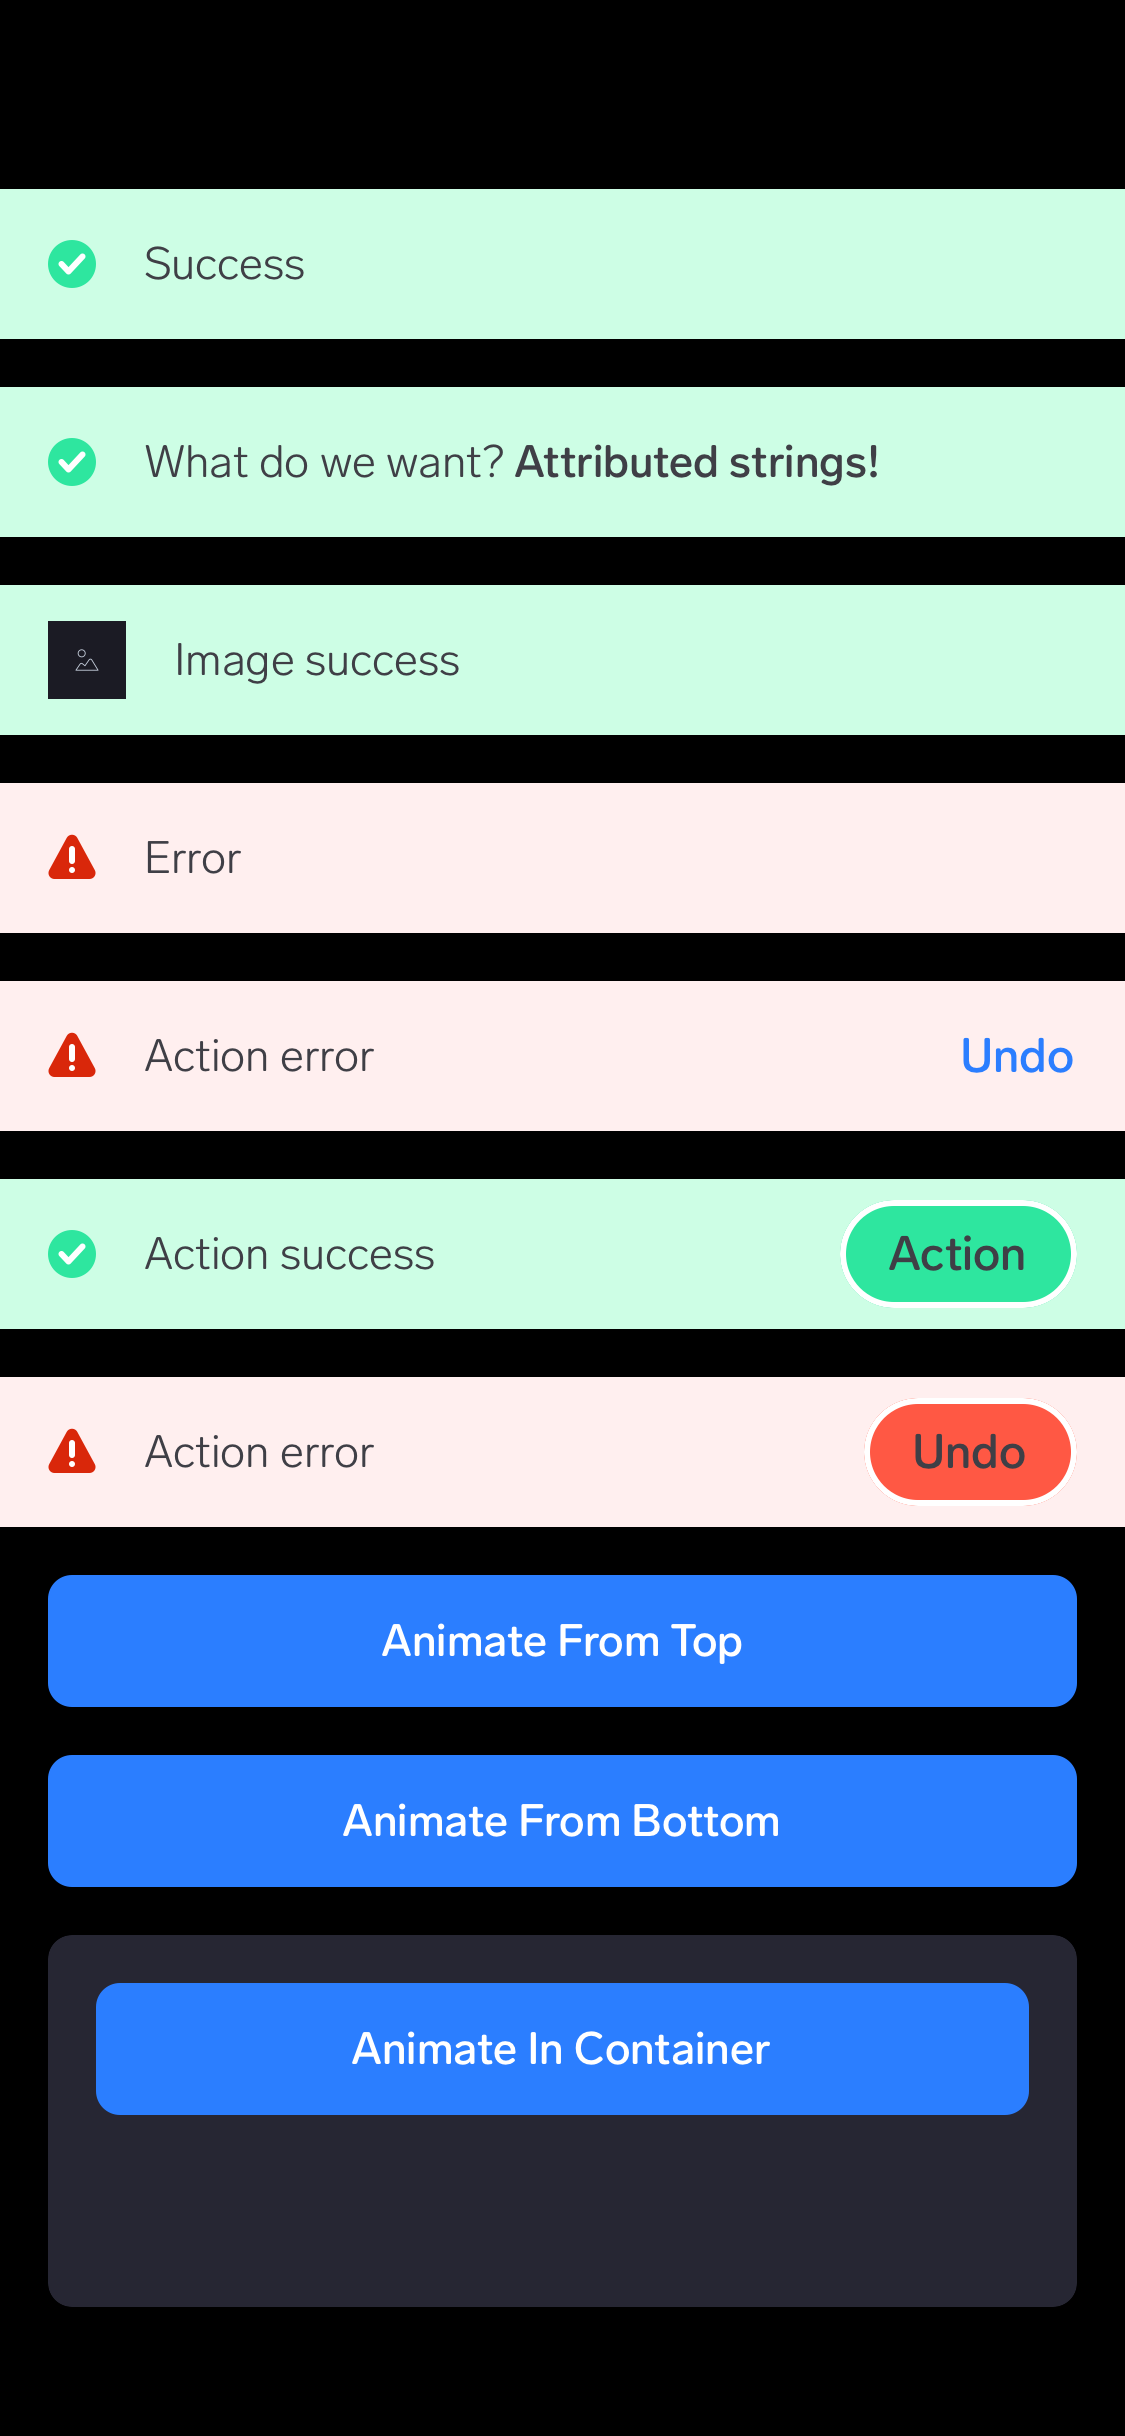 Success
What do we want? Attributed strings!
Image success
Error
Action error Undo
Action success Action
Action error Undo
Animate From Top
Animate From Bottom
Animate In Container